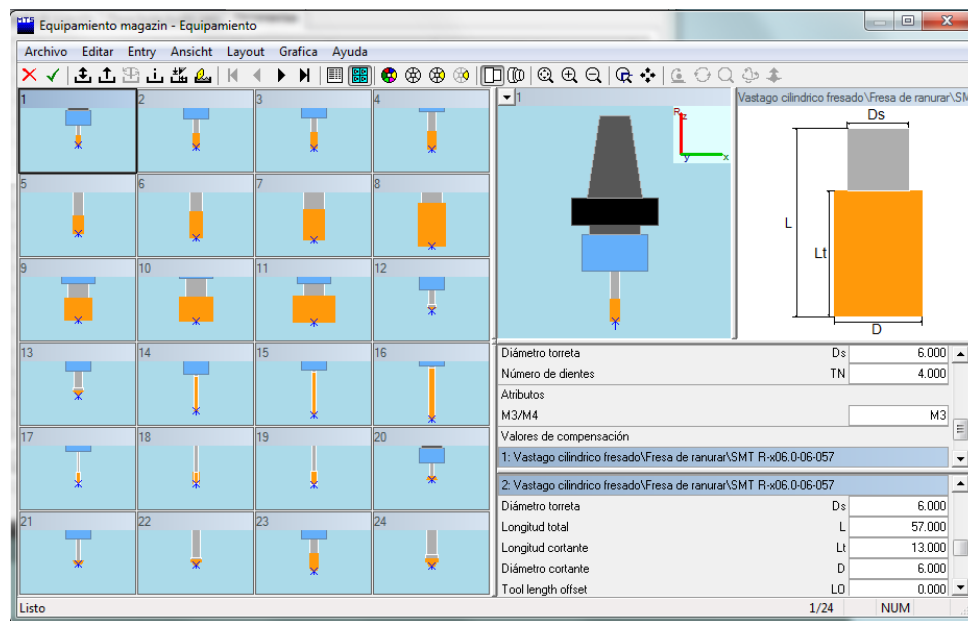 MTS Equipamiento magazin - Equipamiento
Archivo Editar Entry Ansicht Layout Grafica Ayuda
1 2 3 4
5 6 7 8
9 10 11 12
13 14 15 16
17 18 19 20
21 22 23 24
1
R z
y x
Vastago cilindrico fresado\Fresa de ranurar\SM
Ds
L
Lt
D
Diámetro torreta Ds 6.000
Número de dientes TN 4.000
Atributos
M3/M4 M3
Valores de compensación
1: Vastago cilindrico fresado\Fresa de ranurar\SMT R-x06.0-06-057
2: Vastago cilindrico fresado\Fresa de ranurar\SMT R-x06.0-06-057
Diámetro torreta Ds 6.000
Longitud total L 57.000
Longitud cortante Lt 13.000
Diámetro cortante D 6.000
Tool length offset LO 0.000
Listo 1/24 NUM